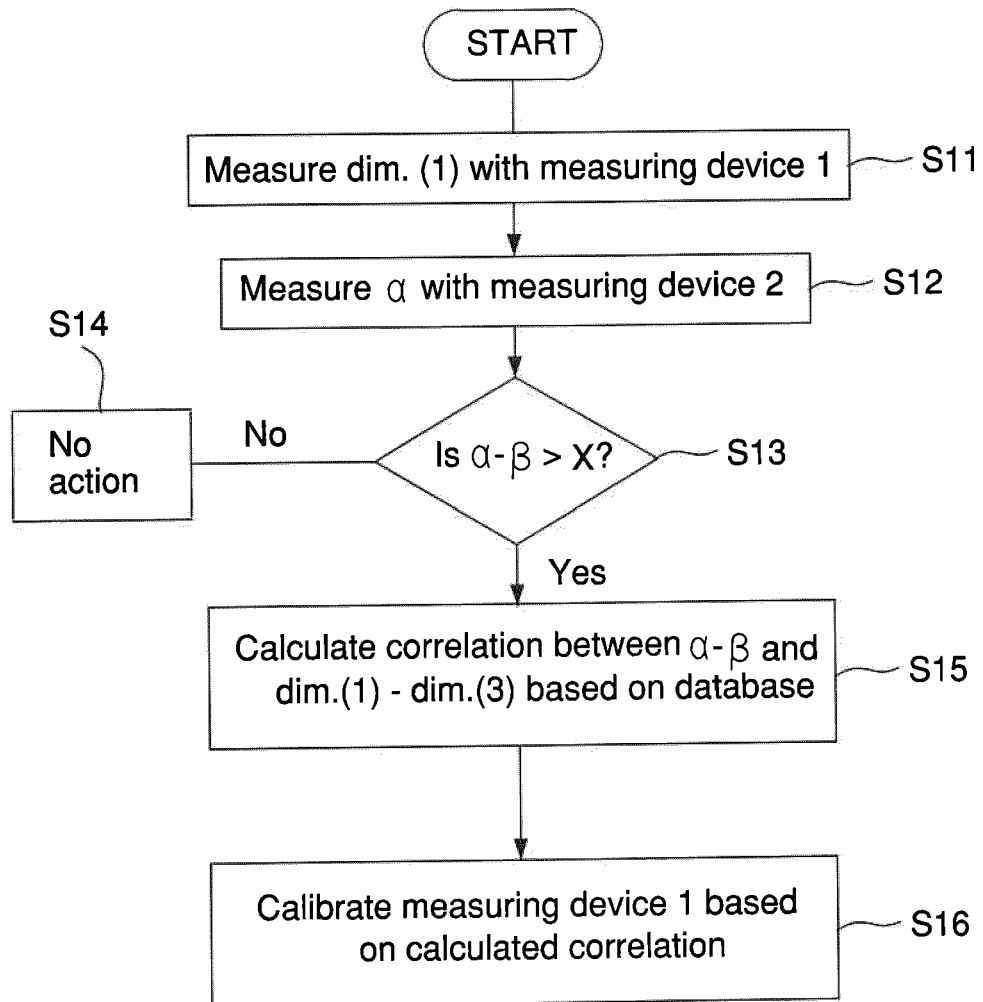 START
Measure dim. (1) with measuring device 1
S11
Measure α with measuring device 2
S12
S14
No
action
No
Is α-β > X?
S13
Yes
Calculate correlation between α-β and
dim.(1) - dim.(3) based on database
S15
Calibrate measuring device 1 based
on calculated correlation
S16